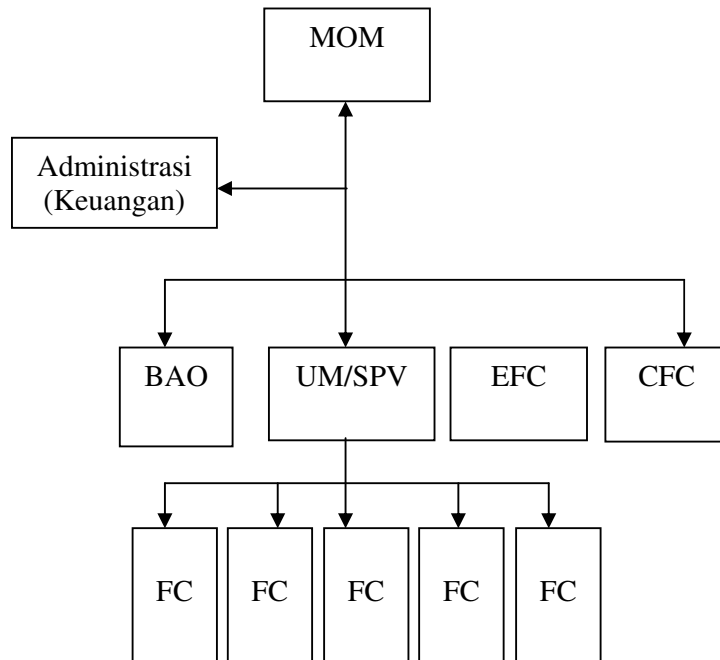 MOM
Administrasi
(Keuangan)
BAO
UM/SPV
EFC
CFC
FC
FC
FC
FC
FC